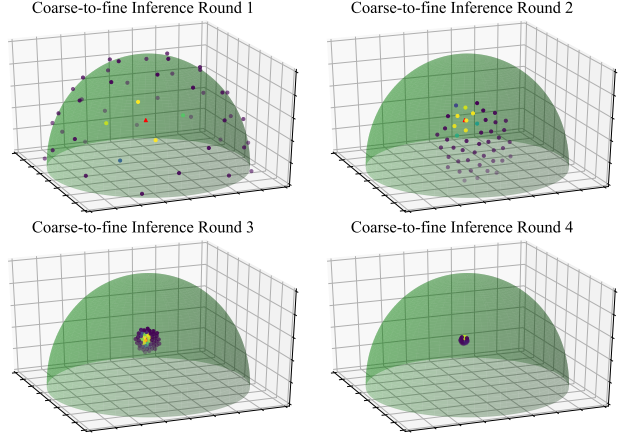 Coarse-to-fine Inference Round 1
Coarse-to-fine Inference Round 2
Coarse-to-fine Inference Round 3
Coarse-to-fine Inference Round 4